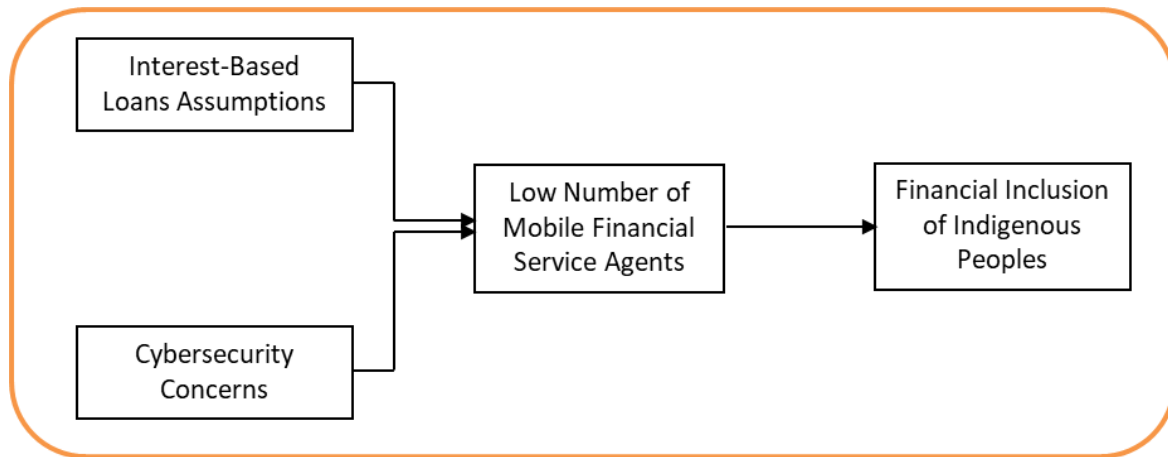 Interest-Based
Loans Assumptions
Low Number of
Mobile Financial
Service Agents
Financial Inclusion
of Indigenous
Peoples
Cybersecurity
Concerns